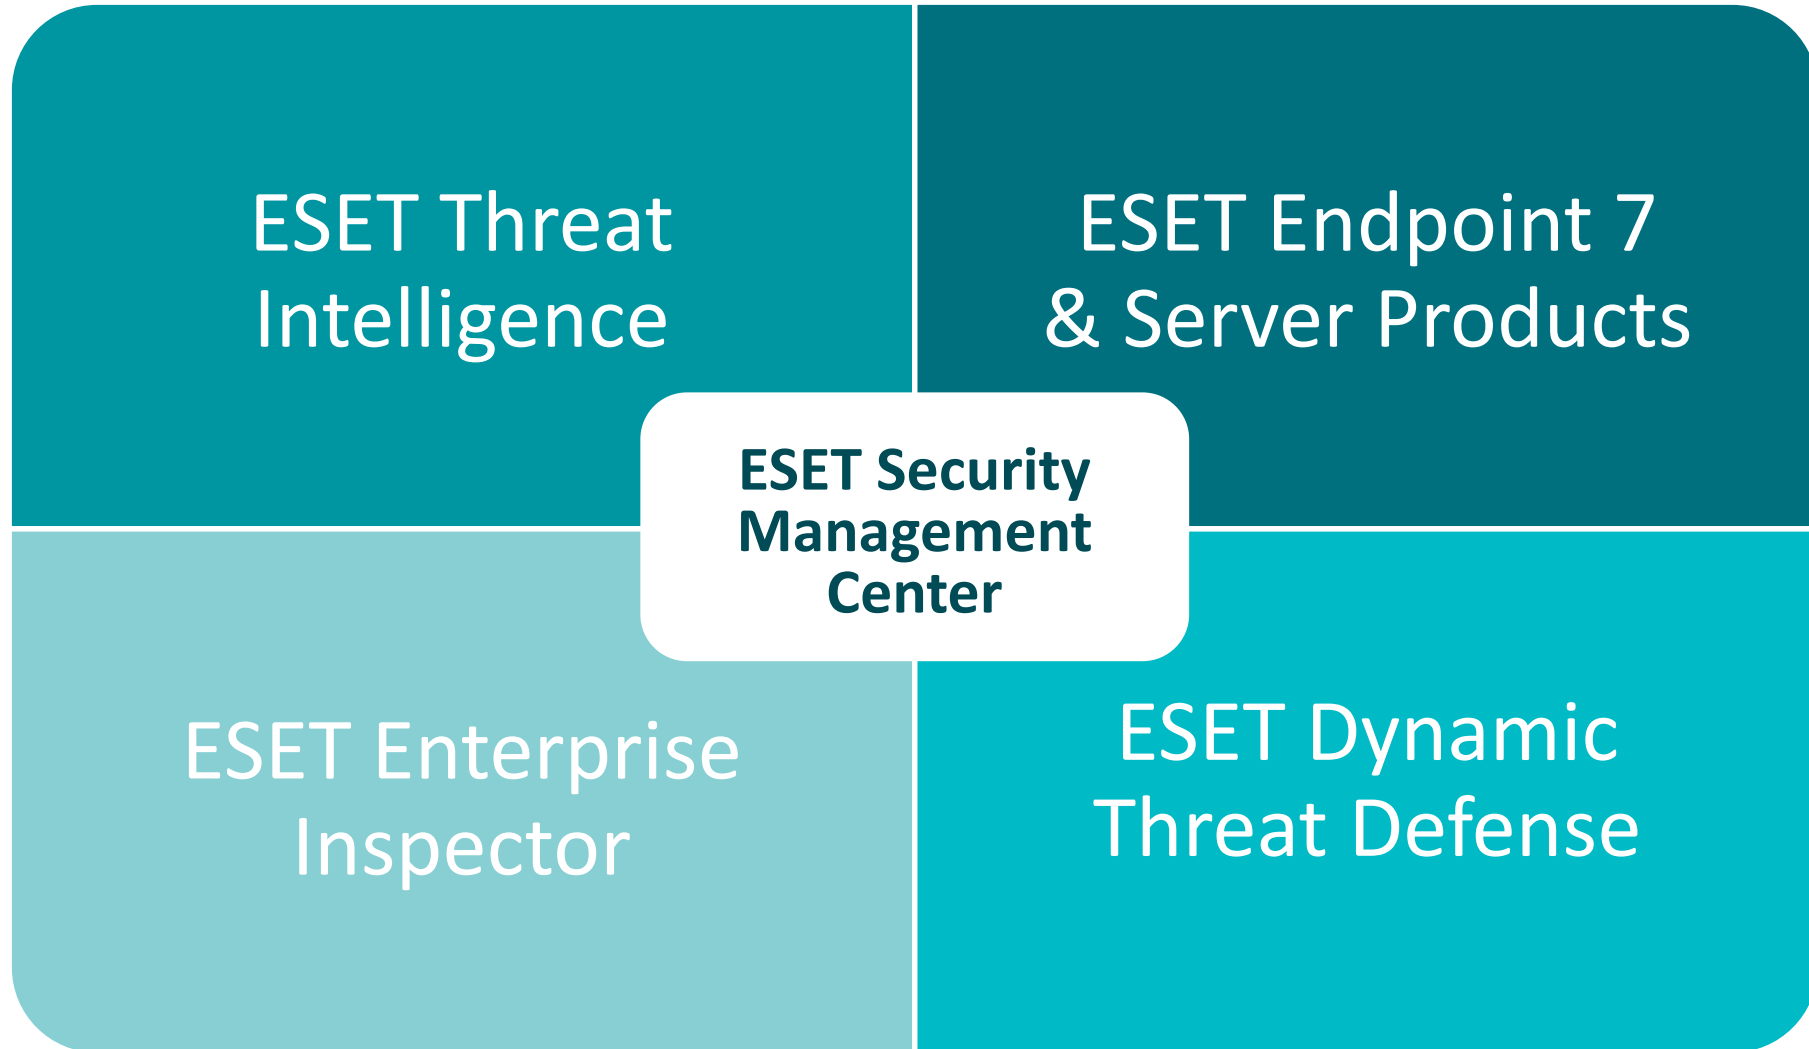 ESET Threat
Intelligence
ESET Endpoint 7
& Server Products
ESET Security
Management
Center
ESET Enterprise
Inspector
ESET Dynamic
Threat Defense